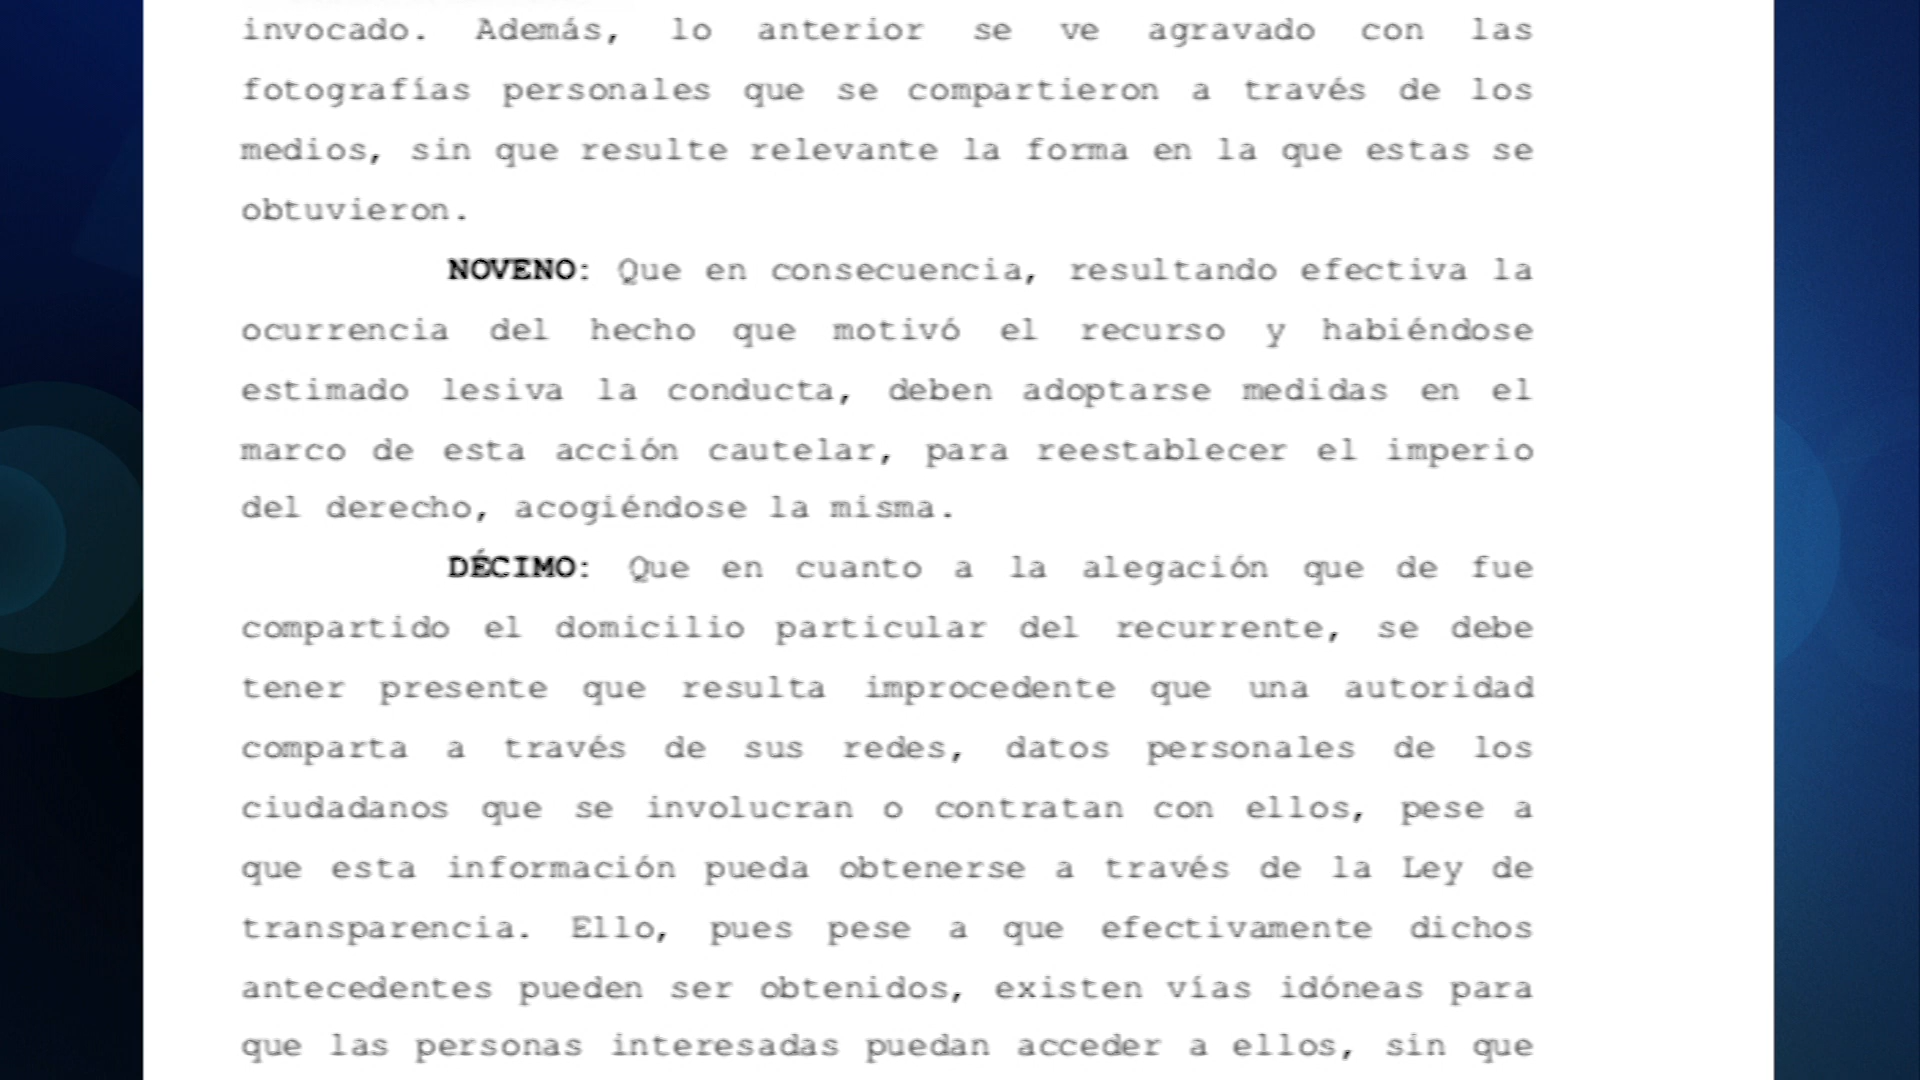 invocado. Además, lo anterior se ve agravado con las
fotografías personales que se compartieron a través de los
medios, sin que resulte relevante la forma en la que estas se
obtuvieron.
NOVENO: Que en consecuencia, resultando efectiva la
ocurrencia del hecho que motivó el recurso y habiéndose
estimado lesiva la conducta, deben adoptarse medidas en el
marco de esta acción cautelar, para reestablecer el imperio
del derecho, acogiéndose la misma.
DÉCIMO: Que en cuanto a la alegación que de fue
compartido el domicilio particular del recurrente, se debe
tener presente que resulta improcedente que una autoridad
comparta a través de sus redes, datos personales de los
ciudadanos que se involucran o contratan con ellos, pese a
que esta información pueda obtenerse a través de la Ley de
transparencia. Ello, pues pese a que efectivamente dichos
antecedentes pueden ser obtenidos, existen vías idóneas para
que las personas interesadas puedan acceder a ellos, sin que